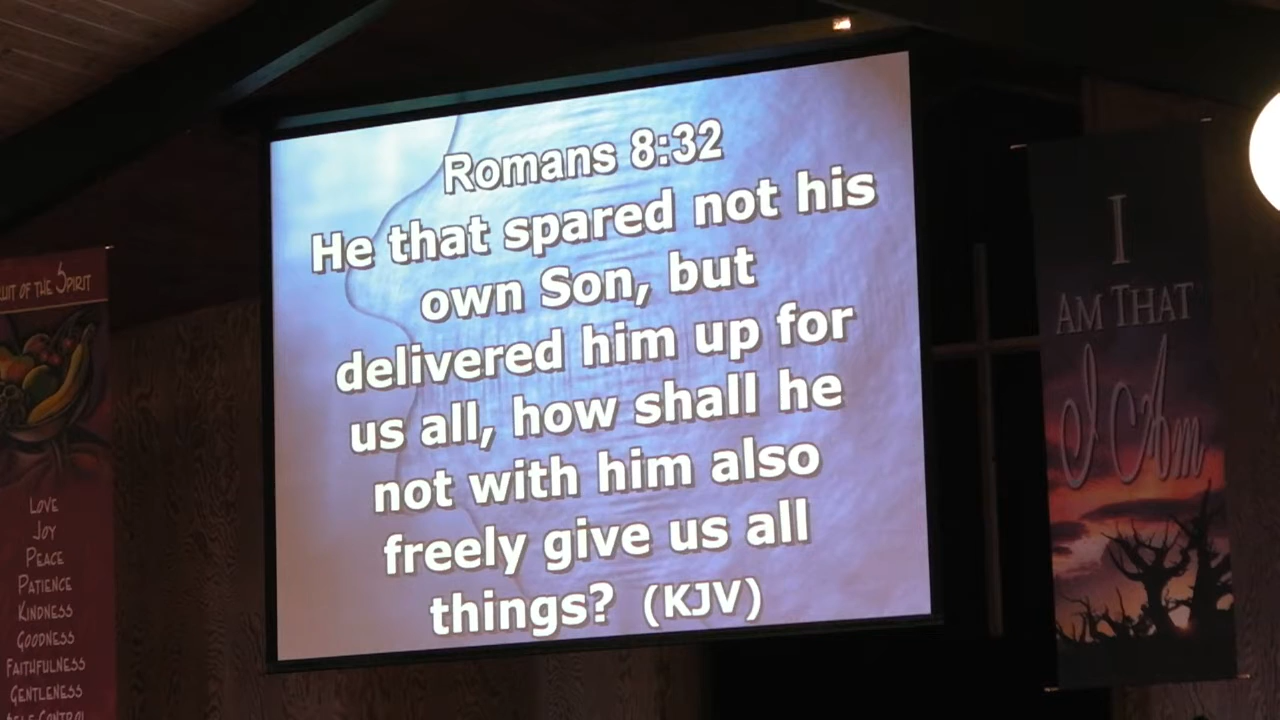 Romans 8:32
He that spared not his
own Son, but
delivered him up for
us all, how shall he
not with him also
freely give us all
things? (KJV)
OF THE SPIRIT
LOVE
JOY
PEACE
PATIENCE
KINDNESS
GOODNESS
FAITHFULNESS
GENTLENESS
SELF CONTROL
I
AM THAT
I Am